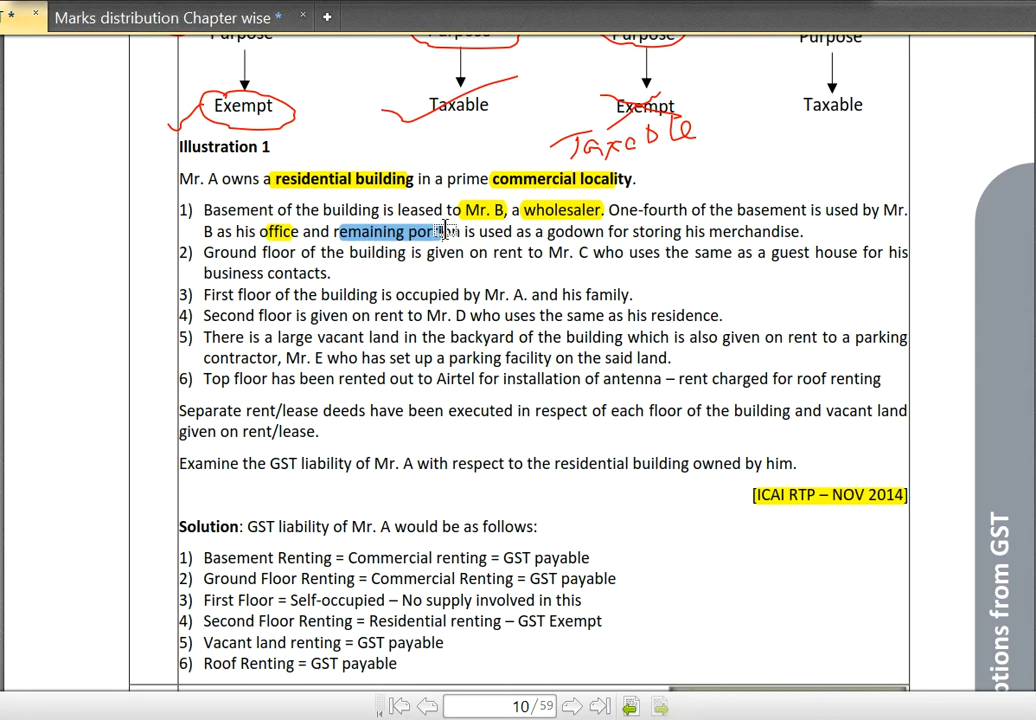 Marks distribution Chapter wise *
Purpose
Purpose
Purpose
Purpose
Exempt
Taxable
Exempt
Taxable
Taxable
Illustration 1
Mr. A owns a residential building in a prime commercial locality.
1) Basement of the building is leased to Mr. B, a wholesaler. One-fourth of the basement is used by Mr.
B as his office and remaining portion is used as a godown for storing his merchandise.
2) Ground floor of the building is given on rent to Mr. C who uses the same as a guest house for his
business contacts.
3) First floor of the building is occupied by Mr. A. and his family.
4) Second floor is given on rent to Mr. D who uses the same as his residence.
5) There is a large vacant land in the backyard of the building which is also given on rent to a parking
contractor, Mr. E who has set up a parking facility on the said land.
6) Top floor has been rented out to Airtel for installation of antenna – rent charged for roof renting
Separate rent/lease deeds have been executed in respect of each floor of the building and vacant land
given on rent/lease.
Examine the GST liability of Mr. A with respect to the residential building owned by him.
[ICAI RTP – NOV 2014]
Solution: GST liability of Mr. A would be as follows:
1) Basement Renting = Commercial renting = GST payable
2) Ground Floor Renting = Commercial Renting = GST payable
3) First Floor = Self-occupied – No supply involved in this
4) Second Floor Renting = Residential renting – GST Exempt
5) Vacant land renting = GST payable
6) Roof Renting = GST payable
otions from GST
10/59